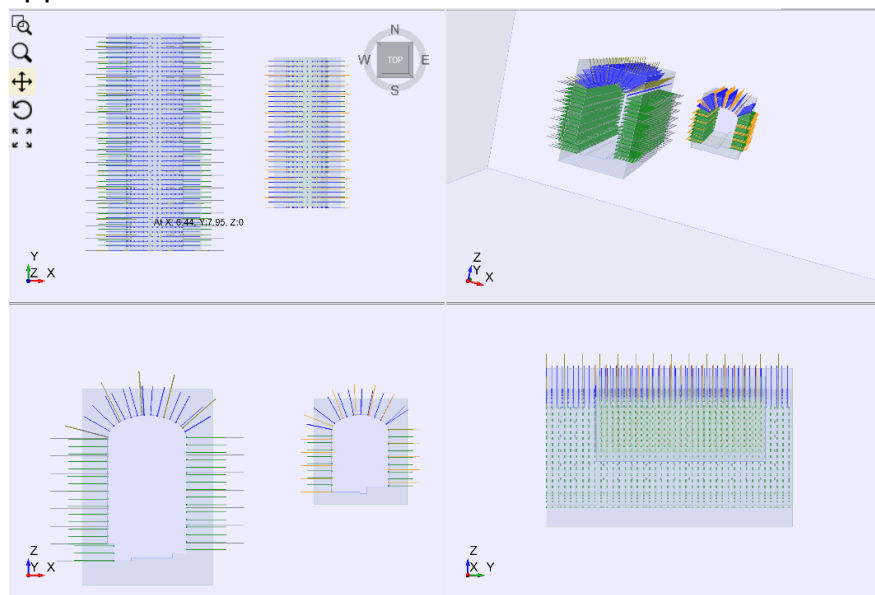 N
W TOP E
S
At X: 6.44, Y:7.95, Z:0
Y
Z X
Z
Y X
Z
Y X
Z
X Y